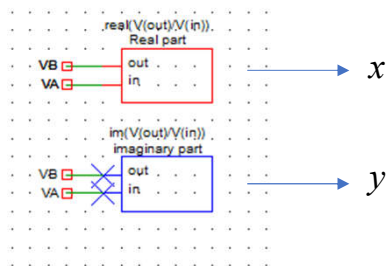 real(V(out)/V(in))
Real part
VB out
VA in
x
im(V(out)/V(in))
imaginary part
VB out
VA in
y